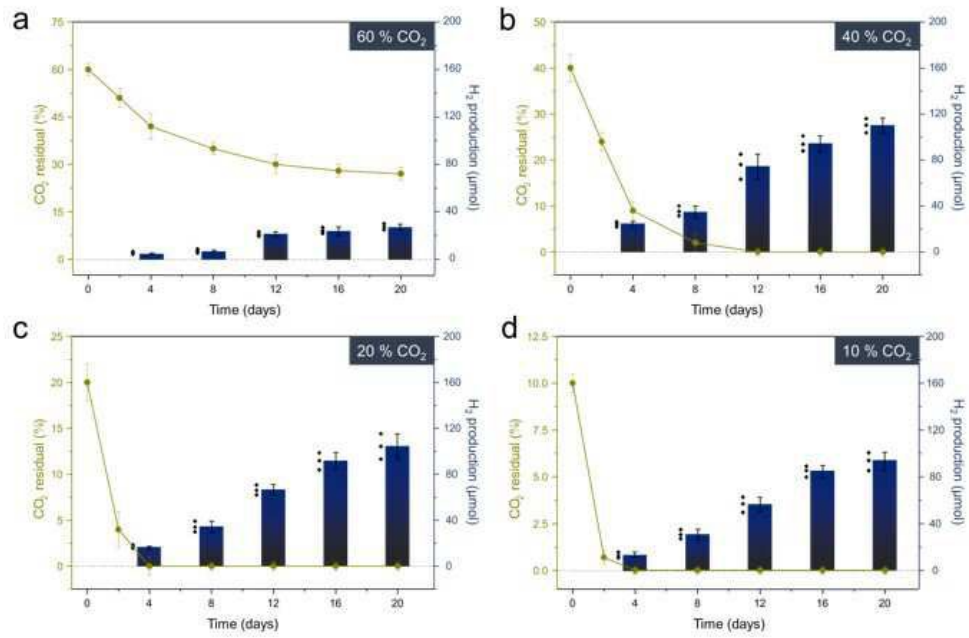 a
60 % CO₂
75
60
45
30
15
0
CO₂ residual (%)
200
160
120
80
40
0
H₂ production (μmol)
0 4 8 12 16 20
Time (days)
b
40 % CO₂
50
40
30
20
10
0
CO₂ residual (%)
200
160
120
80
40
0
H₂ production (μmol)
0 4 8 12 16 20
Time (days)
c
20 % CO₂
25
20
15
10
5
0
CO₂ residual (%)
200
160
120
80
40
0
H₂ production (μmol)
0 4 8 12 16 20
Time (days)
d
10 % CO₂
12.5
10.0
7.5
5.0
2.5
0.0
CO₂ residual (%)
200
160
120
80
40
0
H₂ production (μmol)
0 4 8 12 16 20
Time (days)